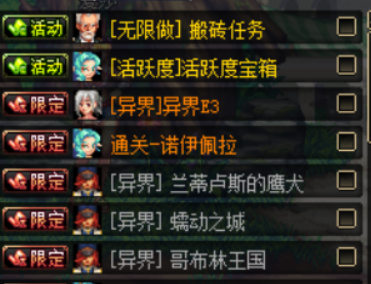 活动 [无限做] 搬砖任务
活动 [活跃度]活跃度宝箱
限定 [异界]异界E3
限定 通关-诺伊佩拉
限定 [异界] 兰蒂卢斯的鹰犬
限定 [异界] 蠕动之城
限定 [异界] 哥布林王国